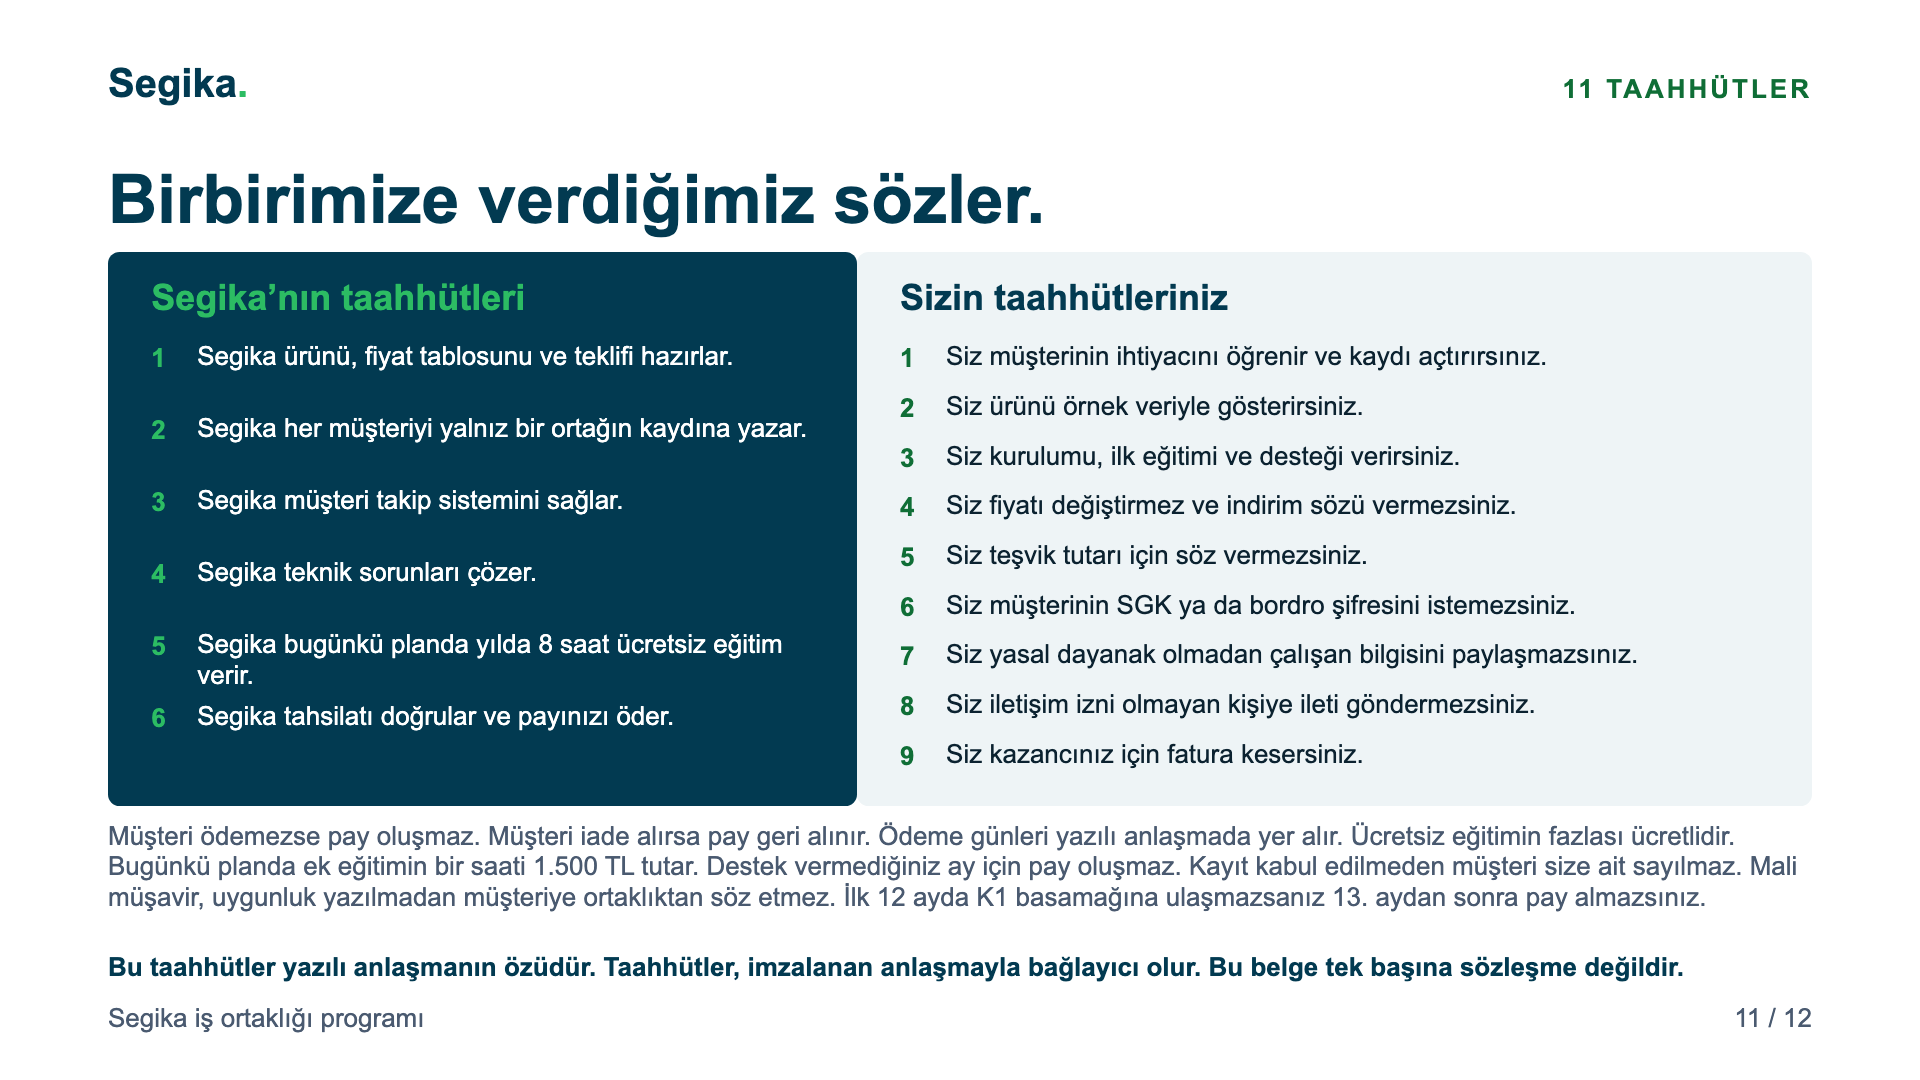 Segika.
11 TAAHHÜTLER
Birbirimize verdiğimiz sözler.
Segika’nın taahhütleri
1 Segika ürünü, fiyat tablosunu ve teklifi hazırlar.
2 Segika her müşteriyi yalnız bir ortağın kaydına yazar.
3 Segika müşteri takip sistemini sağlar.
4 Segika teknik sorunları çözer.
5 Segika bugünkü planda yılda 8 saat ücretsiz eğitim
verir.
6 Segika tahsilatı doğrular ve payınızı öder.
Sizin taahhütleriniz
1 Siz müşterinin ihtiyacını öğrenir ve kaydı açtırırsınız.
2 Siz ürünü örnek veriyle gösterirsiniz.
3 Siz kurulumu, ilk eğitimi ve desteği verirsiniz.
4 Siz fiyatı değiştirmez ve indirim sözü vermezsiniz.
5 Siz teşvik tutarı için söz vermezsiniz.
6 Siz müşterinin SGK ya da bordro şifresini istemezsiniz.
7 Siz yasal dayanak olmadan çalışan bilgisini paylaşmazsınız.
8 Siz iletişim izni olmayan kişiye ileti göndermezsiniz.
9 Siz kazancınız için fatura kesersiniz.
Müşteri ödemezse pay oluşmaz. Müşteri iade alırsa pay geri alınır. Ödeme günleri yazılı anlaşmada yer alır. Ücretsiz eğitimin fazlası ücretlidir.
Bugünkü planda ek eğitimin bir saati 1.500 TL tutar. Destek vermediğiniz ay için pay oluşmaz. Kayıt kabul edilmeden müşteri size ait sayılmaz. Mali
müşavir, uygunluk yazılmadan müşteriye ortaklıktan söz etmez. İlk 12 ayda K1 basamağına ulaşmazsanız 13. aydan sonra pay almazsınız.
Bu taahhütler yazılı anlaşmanın özüdür. Taahhütler, imzalanan anlaşmayla bağlayıcı olur. Bu belge tek başına sözleşme değildir.
Segika iş ortaklığı programı
11 / 12